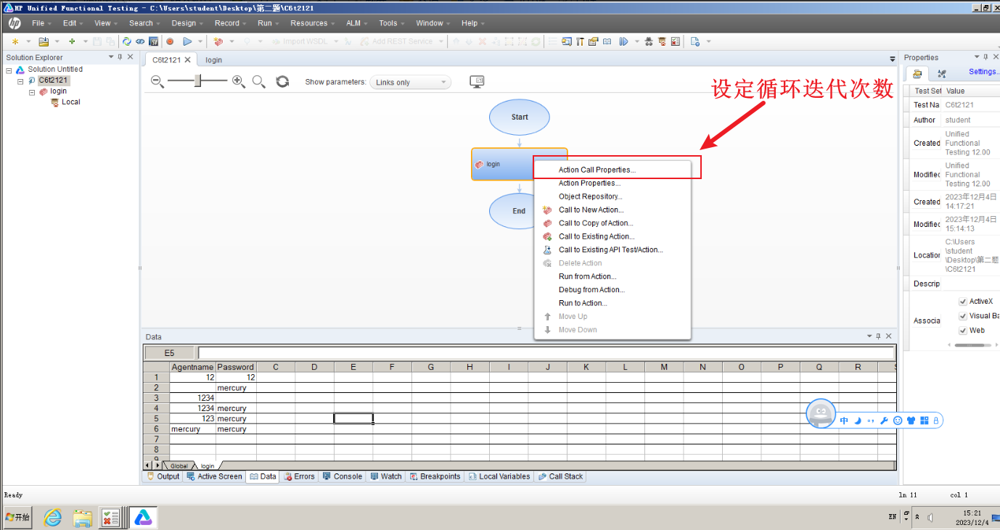 HP Unified Functional Testing - C:\Users\student\Desktop\第二题\C6t2121
hp File Edit View Search Design Record Run Resources ALM Tools Window Help
Import WSDL Add REST Service
Solution Explorer
Solution Untitled
C6t2121
login
Local
C6t2121 login
Show parameters: Links only
设定循环迭代次数
Start
login
End
Action Call Properties...
Action Properties...
Object Repository...
Call to New Action...
Call to Copy of Action...
Call to Existing Action...
Call to Existing API Test/Action...
Delete Action
Run from Action...
Debug from Action...
Run to Action...
Move Up
Move Down
Properties
Settings..
Test Set Value
Test Na C6t2121
Author student
Created Unified Functional Testing 12.00
Modified Unified Functional Testing 12.00
Created 2023年12月4日 14:17:21
Modified 2023年12月4日 15:14:13
Location C:\Users\student\Desktop\第二题\C6t2121
Descrip
Associa
ActiveX
Visual Ba
Web
Data
E5
Agentname Password C D E F G H I J K L M N O P Q R S
1 12 12
2 mercury
3 1234
4 1234 mercury
5 123 mercury
6 mercury mercury
7
8
9
Global login
Output Active Screen Data Errors Console Watch Breakpoints Local Variables Call Stack
中
Ready
ln 11 col 1
开始
EN
15:21
2023/12/4